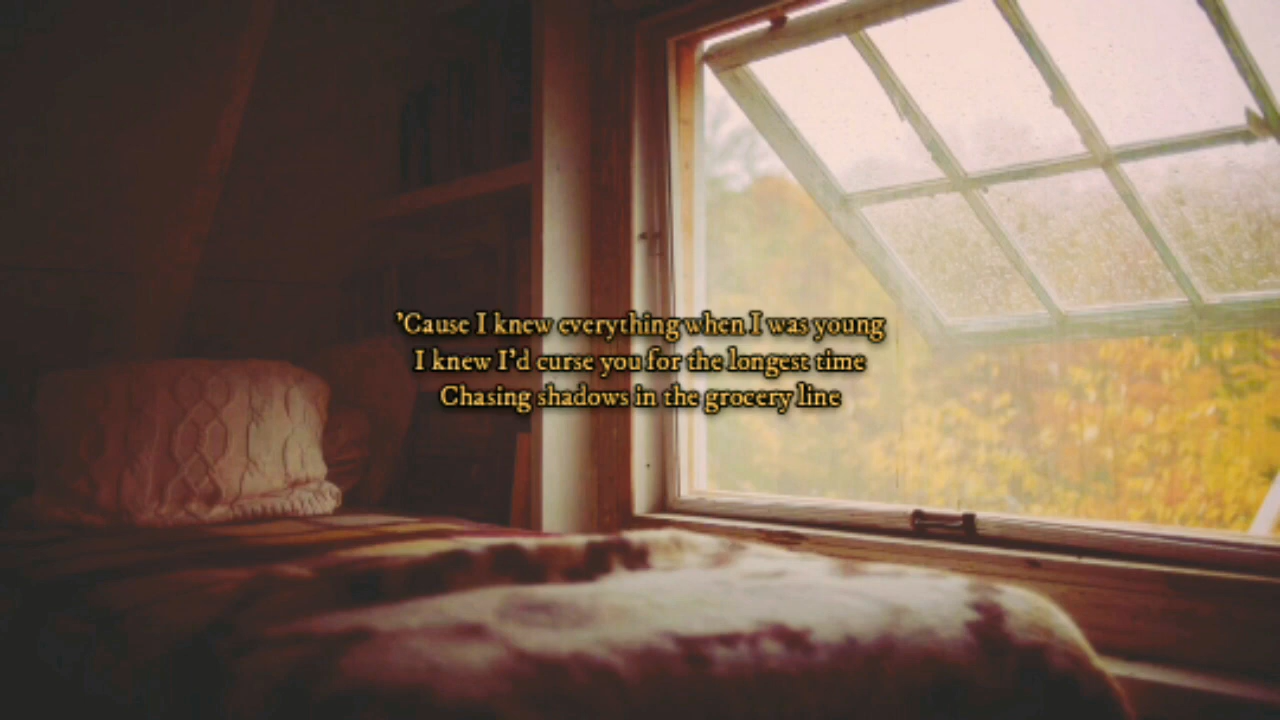 ’Cause I knew everything when I was young
I knew I’d curse you for the longest time
Chasing shadows in the grocery line